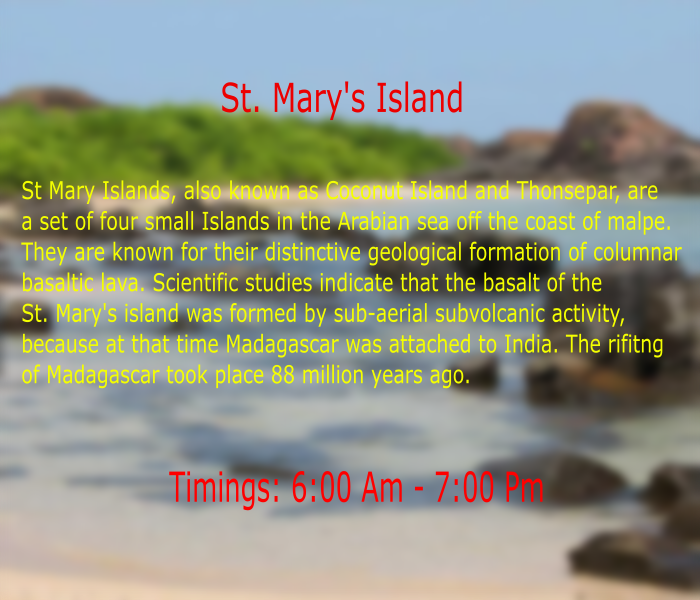 St. Mary's Island
St Mary Islands, also known as Coconut Island and Thonsepar, are
a set of four small Islands in the Arabian sea off the coast of malpe.
They are known for their distinctive geological formation of columnar
basaltic lava. Scientific studies indicate that the basalt of the
St. Mary's island was formed by sub-aerial subvolcanic activity,
because at that time Madagascar was attached to India. The rifitng
of Madagascar took place 88 million years ago.
Timings: 6:00 Am - 7:00 Pm